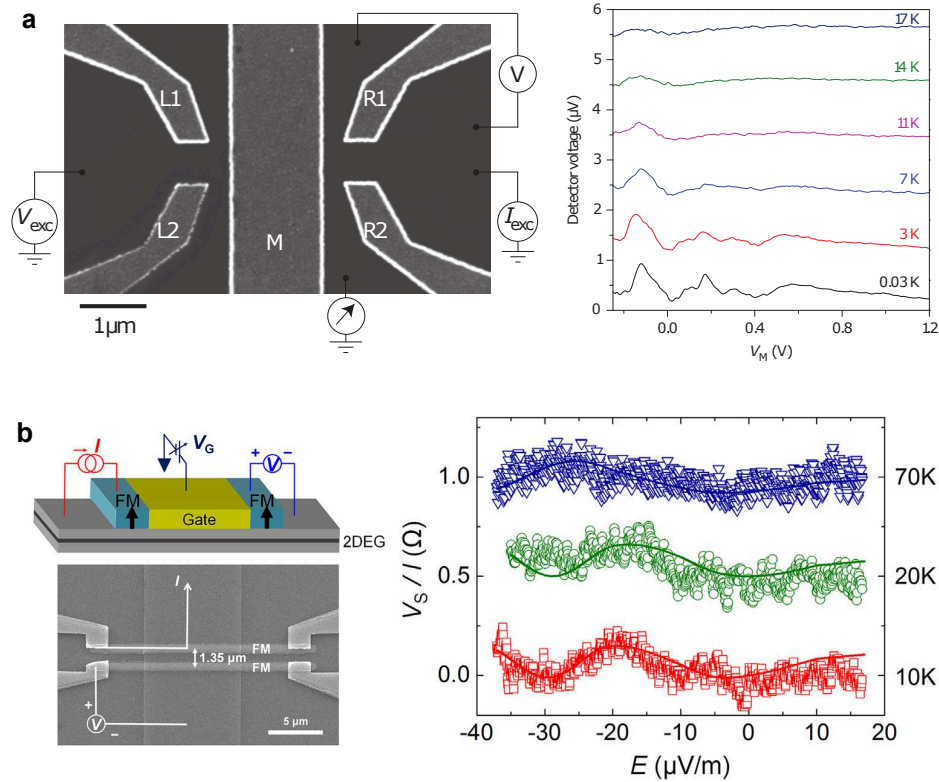 a
L1
R1
V
V_exc
I_exc
L2
M
R2
1µm
6
5
4
3
2
1
0
Detector voltage (µV)
17 K
14 K
11 K
7 K
3 K
0.03 K
0.0
0.4
0.8
1.2
V_M (V)
b
I
V_G
+ V −
FM
FM
Gate
2DEG
I
FM
1.35 µm
FM
+
V
−
5 µm
V_S / I (Ω)
1.0
0.5
0.0
70K
20K
10K
-40 -30 -20 -10 0 10 20
E (µV/m)